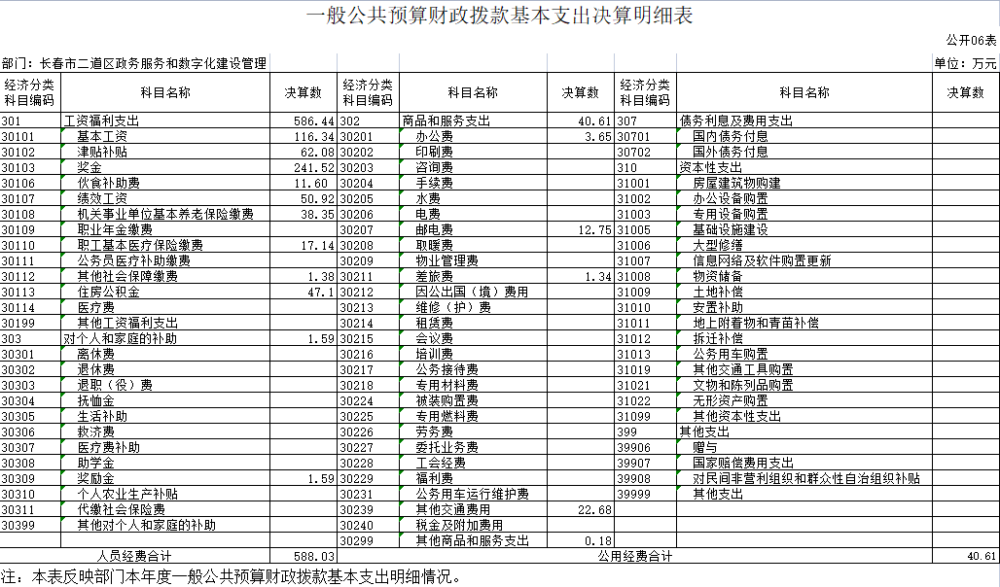 一般公共预算财政拨款基本支出决算明细表
公开06表
部门：长春市二道区政务服务和数字化建设管理 单位：万元
经济分类科目编码 科目名称 决算数 经济分类科目编码 科目名称 决算数 经济分类科目编码 科目名称 决算数
301 工资福利支出 586.44 302 商品和服务支出 40.61 307 债务利息及费用支出
30101 基本工资 116.34 30201 办公费 3.65 30701 国内债务付息
30102 津贴补贴 62.08 30202 印刷费 30702 国外债务付息
30103 奖金 241.52 30203 咨询费 310 资本性支出
30106 伙食补助费 11.60 30204 手续费 31001 房屋建筑物购建
30107 绩效工资 50.92 30205 水费 31002 办公设备购置
30108 机关事业单位基本养老保险缴费 38.35 30206 电费 31003 专用设备购置
30109 职业年金缴费 30207 邮电费 12.75 31005 基础设施建设
30110 职工基本医疗保险缴费 17.14 30208 取暖费 31006 大型修缮
30111 公务员医疗补助缴费 30209 物业管理费 31007 信息网络及软件购置更新
30112 其他社会保障缴费 1.38 30211 差旅费 1.34 31008 物资储备
30113 住房公积金 47.1 30212 因公出国（境）费用 31009 土地补偿
30114 医疗费 30213 维修（护）费 31010 安置补助
30199 其他工资福利支出 30214 租赁费 31011 地上附着物和青苗补偿
303 对个人和家庭的补助 1.59 30215 会议费 31012 拆迁补偿
30301 离休费 30216 培训费 31013 公务用车购置
30302 退休费 30217 公务接待费 31019 其他交通工具购置
30303 退职（役）费 30218 专用材料费 31021 文物和陈列品购置
30304 抚恤金 30224 被装购置费 31022 无形资产购置
30305 生活补助 30225 专用燃料费 31099 其他资本性支出
30306 救济费 30226 劳务费 399 其他支出
30307 医疗费补助 30227 委托业务费 39906 赠与
30308 助学金 30228 工会经费 39907 国家赔偿费用支出
30309 奖励金 1.59 30229 福利费 39908 对民间非营利组织和群众性自治组织补贴
30310 个人农业生产补贴 30231 公务用车运行维护费 39999 其他支出
30311 代缴社会保险费 30239 其他交通费用 22.68
30399 其他对个人和家庭的补助 30240 税金及附加费用
30299 其他商品和服务支出 0.18
人员经费合计 588.03 公用经费合计 40.61
注：本表反映部门本年度一般公共预算财政拨款基本支出明细情况。